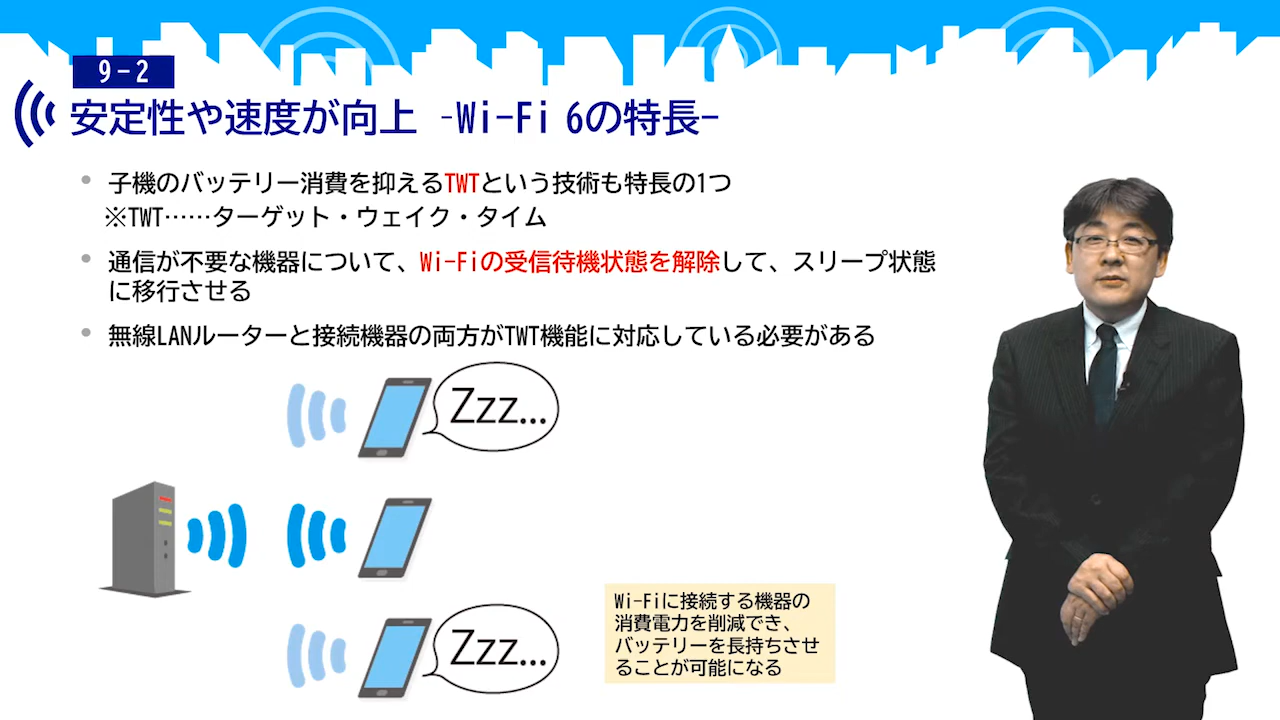 9-2
安定性や速度が向上 -Wi-Fi 6の特長-
• 子機のバッテリー消費を抑えるTWTという技術も特長の1つ
※TWT……ターゲット・ウェイク・タイム
• 通信が不要な機器について、Wi-Fiの受信待機状態を解除して、スリープ状態
に移行させる
• 無線LANルーターと接続機器の両方がTWT機能に対応している必要がある
Zzz...
Zzz...
Wi-Fiに接続する機器の
消費電力を削減でき、
バッテリーを長持ちさせ
ることが可能になる